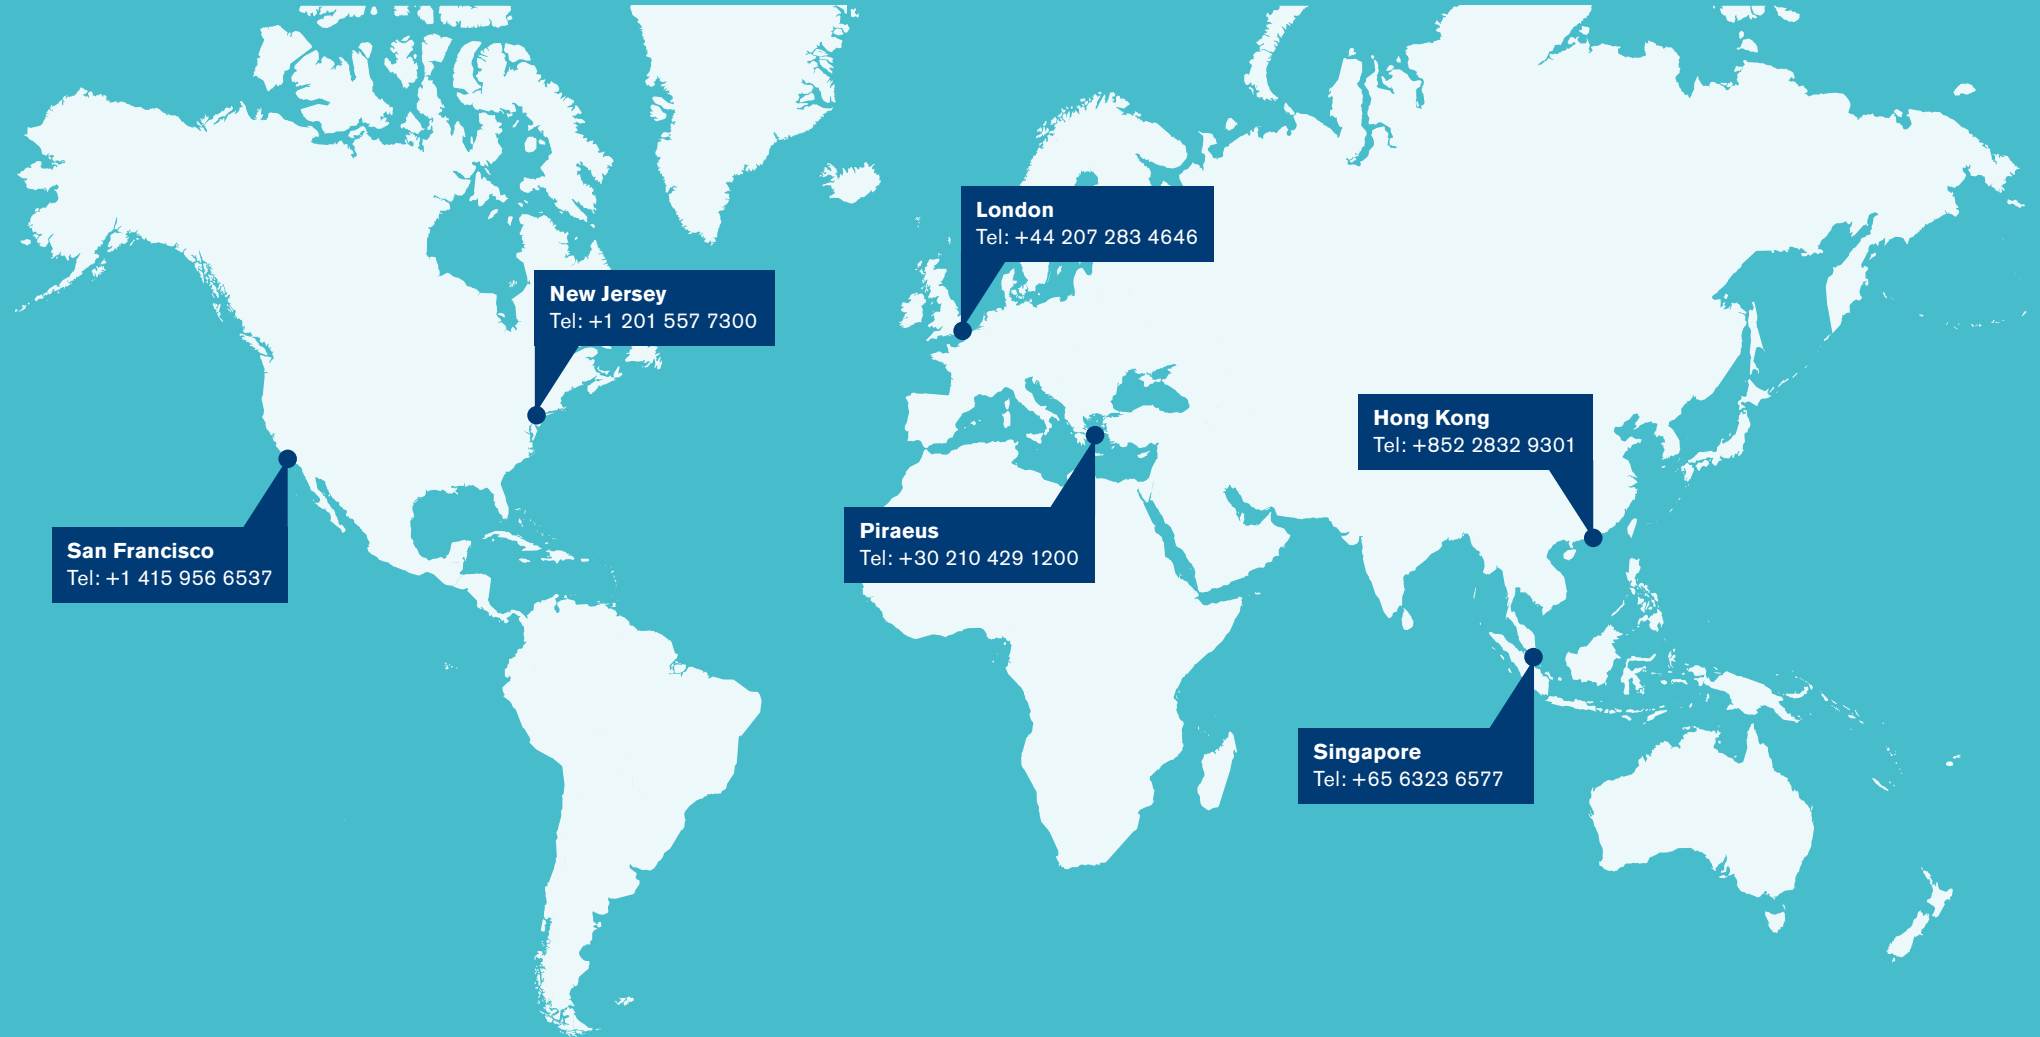 London
Tel: +44 207 283 4646
New Jersey
Tel: +1 201 557 7300
Hong Kong
Tel: +852 2832 9301
Piraeus
Tel: +30 210 429 1200
San Francisco
Tel: +1 415 956 6537
Singapore
Tel: +65 6323 6577